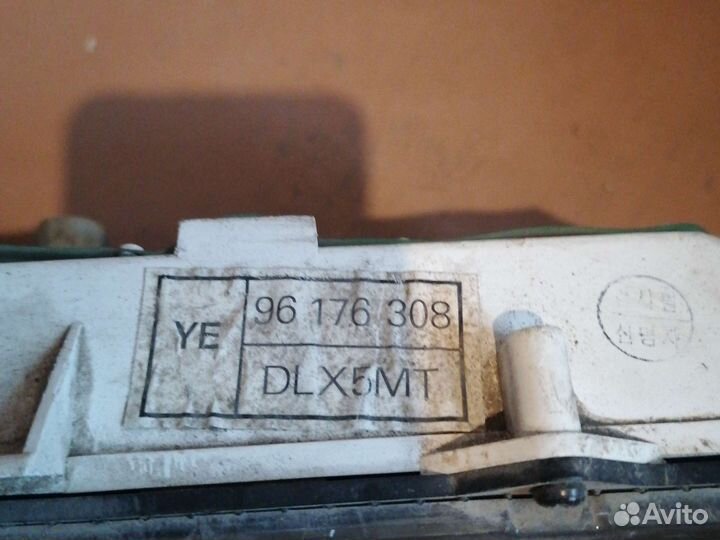 YE
96 176 308
DLX5MT
Avito